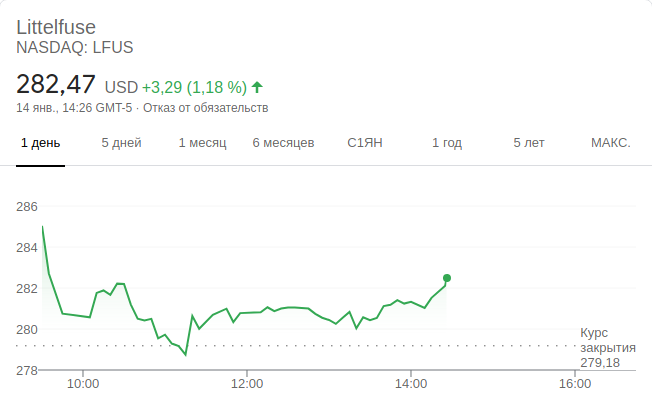 Littelfuse
NASDAQ: LFUS
282,47 USD +3,29 (1,18 %)
14 янв., 14:26 GMT-5 · Отказ от обязательств
1 день 5 дней 1 месяц 6 месяцев С1ЯН 1 год 5 лет МАКС.
286
284
282
280
278
Курс
закрытия
279,18
10:00 12:00 14:00 16:00